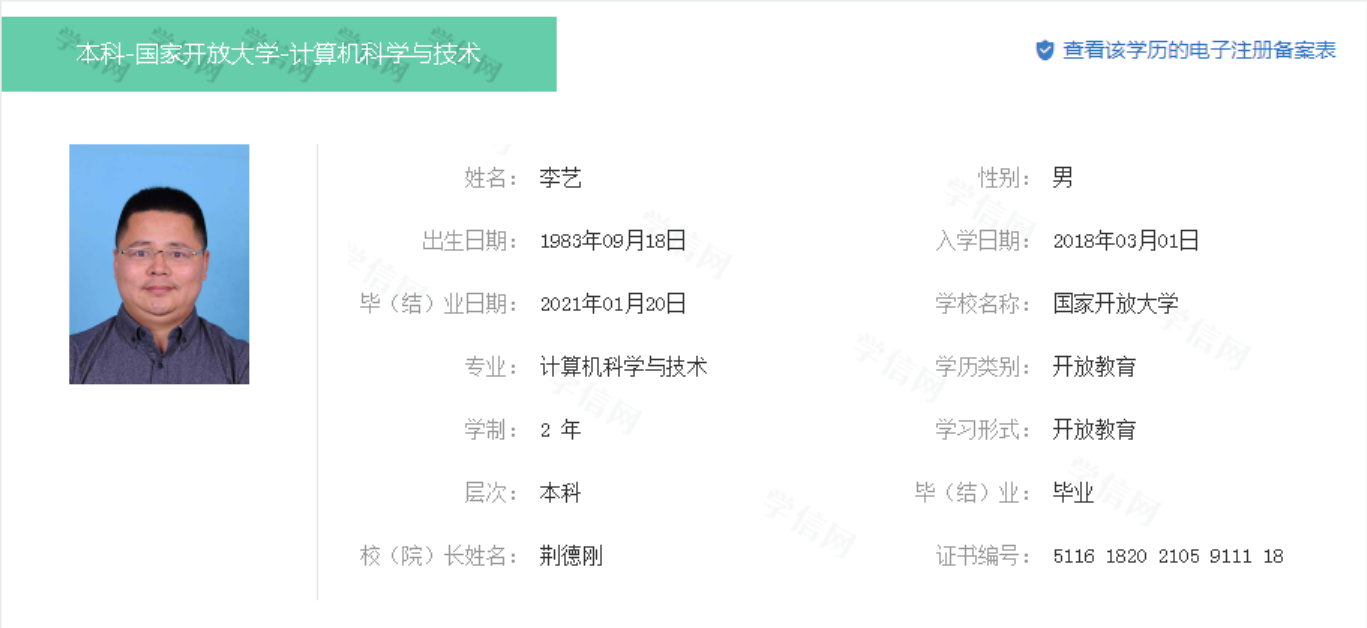 本科-国家开放大学-计算机科学与技术
查看该学历的电子注册备案表
姓名： 李艺 性别： 男
出生日期： 1983年09月18日 入学日期： 2018年03月01日
毕（结）业日期： 2021年01月20日 学校名称： 国家开放大学
专业： 计算机科学与技术 学历类别： 开放教育
学制： 2 年 学习形式： 开放教育
层次： 本科 毕（结）业： 毕业
校（院）长姓名： 荆德刚 证书编号： 5116 1820 2105 9111 18
学信网
学信网
学信网
学信网
学信网
学信网
学信网
学信网